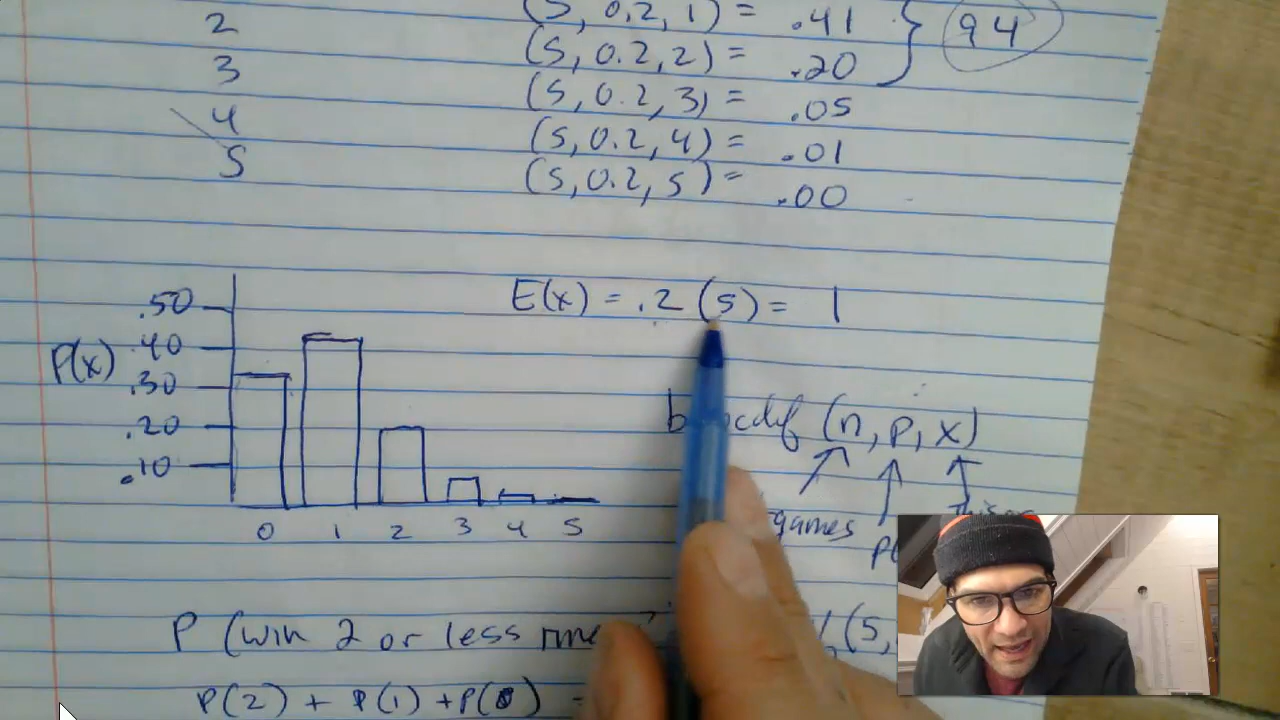 2 (5, 0.2, 1) = .41
3 (5, 0.2, 2) = .20 } 94
4 (5, 0.2, 3) = .05
5 (5, 0.2, 4) = .01
(5, 0.2, 5) = .00
E(x) = .2 (5) = 1
P(x)
.50
.40
.30
.20
.10
0 1 2 3 4 5
(n, p, x)
games
P (win 2 or less (5,
P(2) + P(1) + P(0)